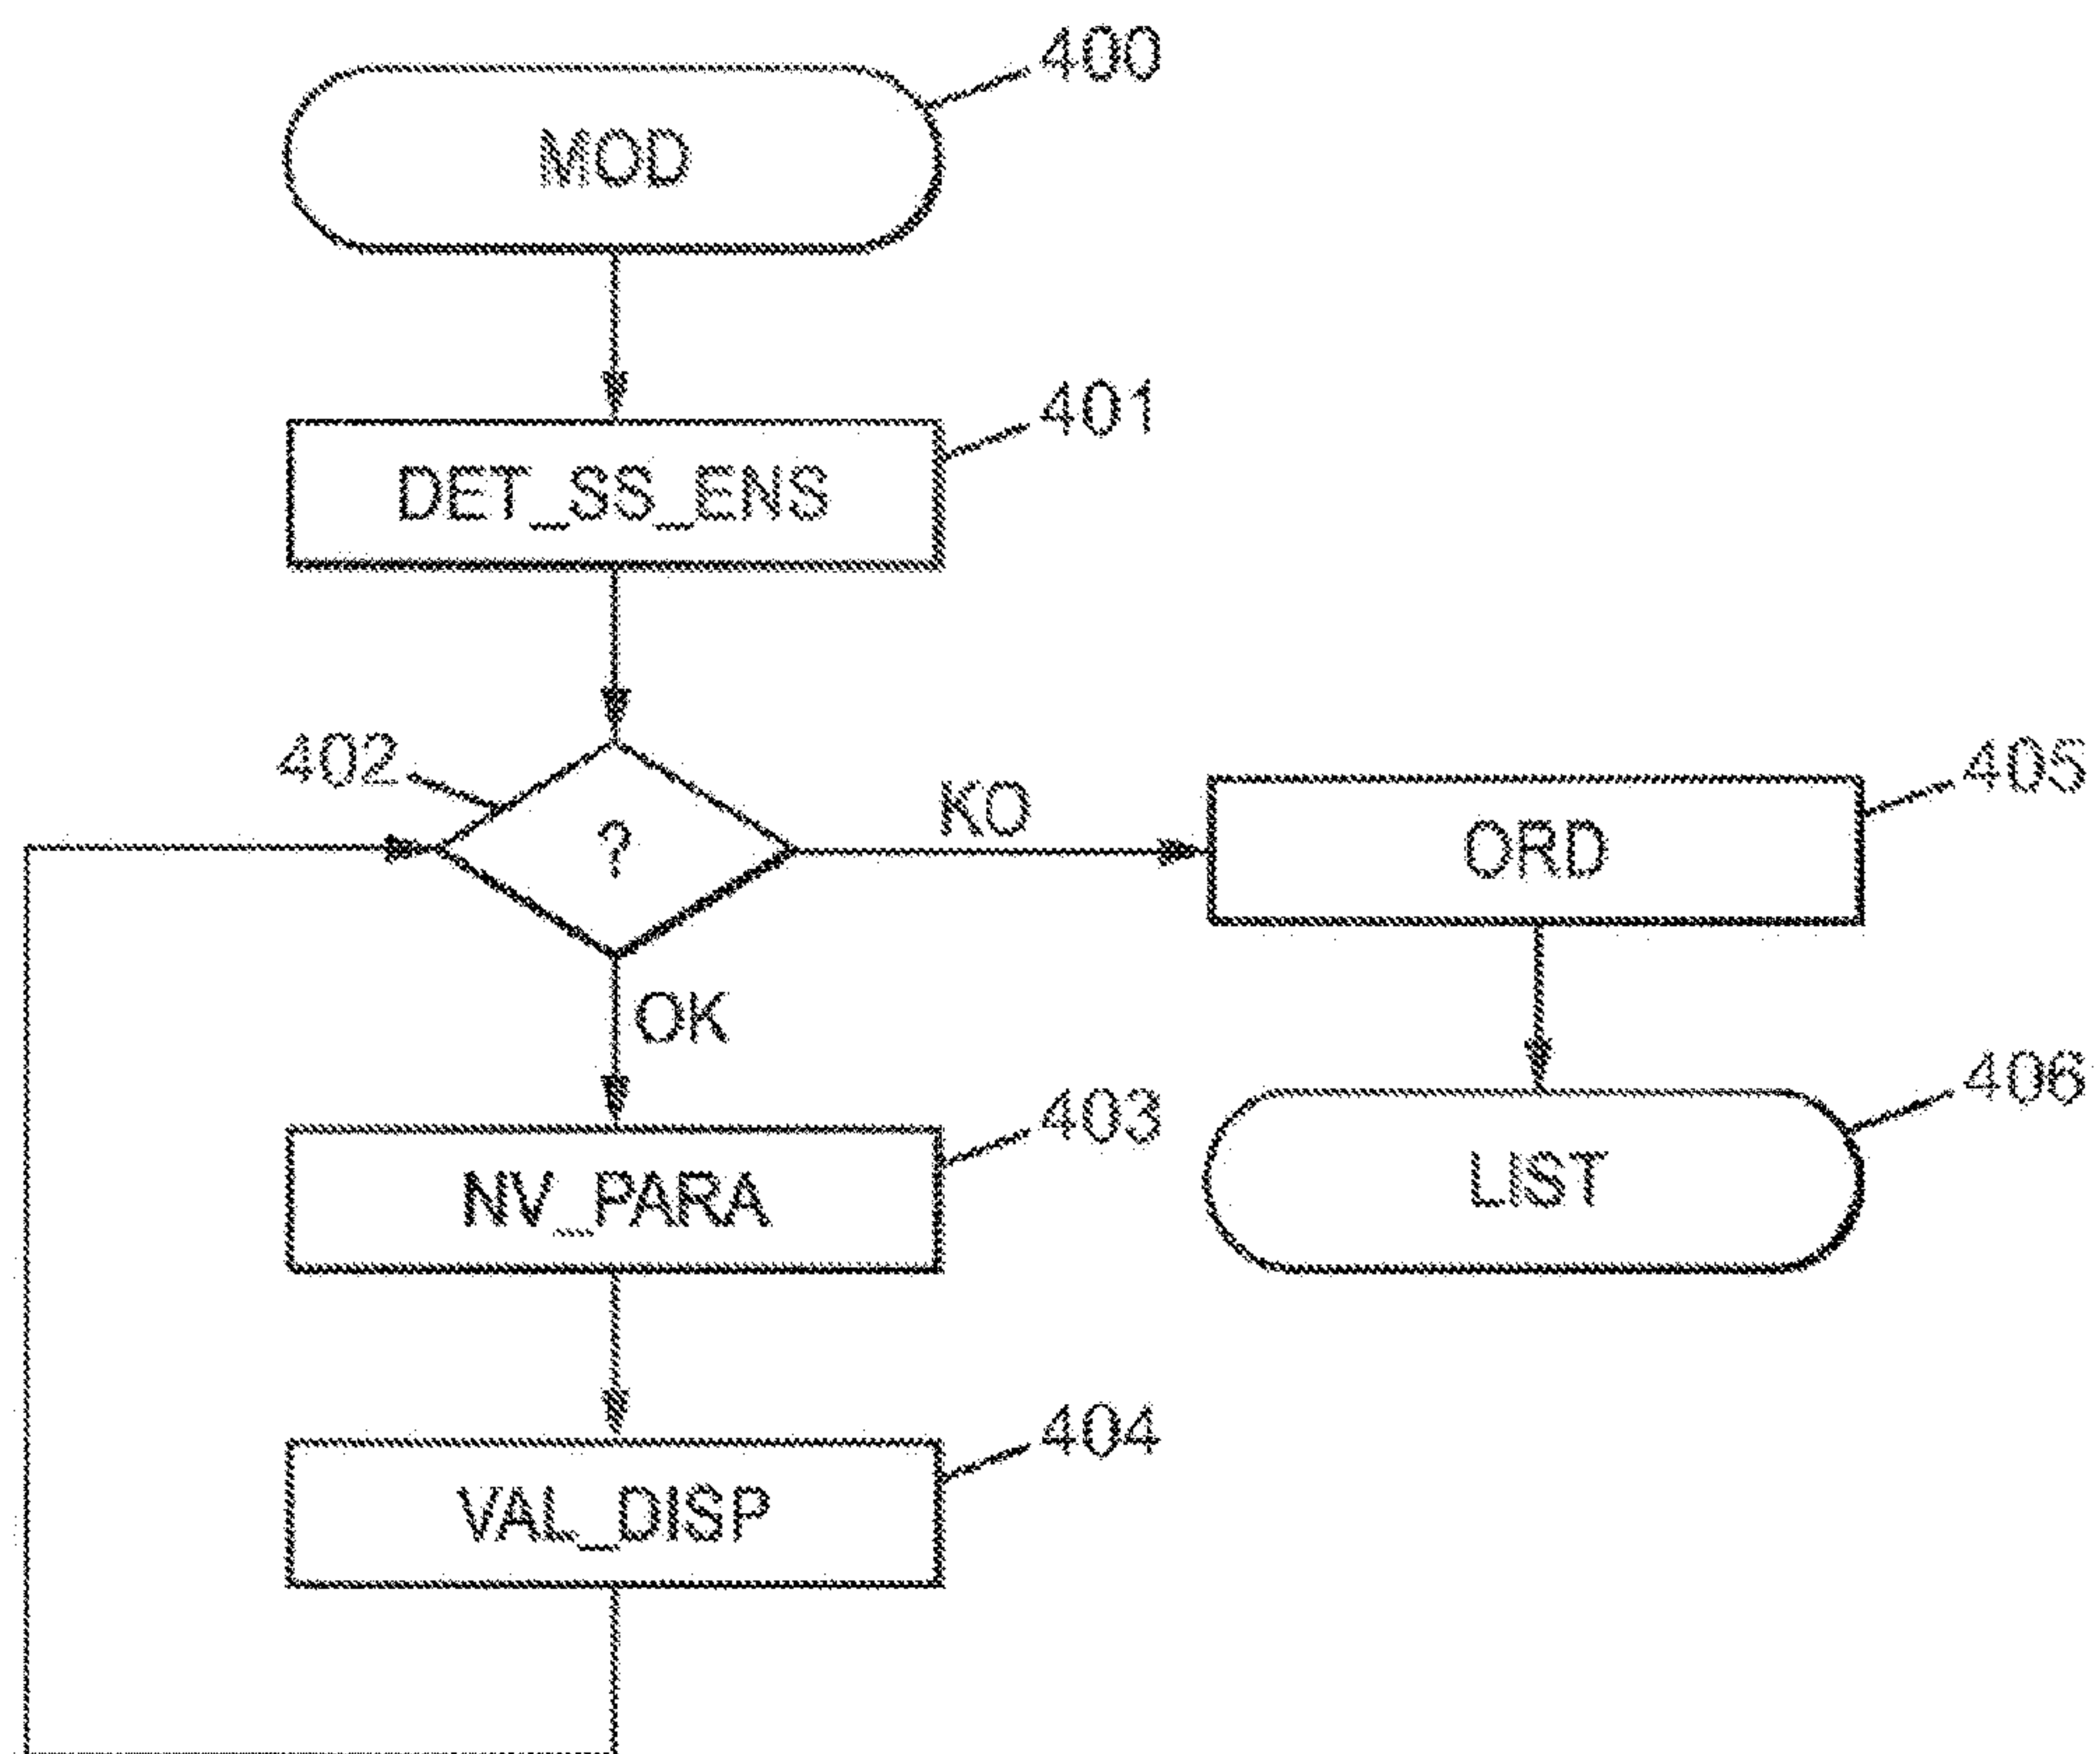 400
MOD
401
DET_SS_ENS
402
?
KO
ORD
405
OK
403
NV_PARA
406
LIST
404
VAL_DISP